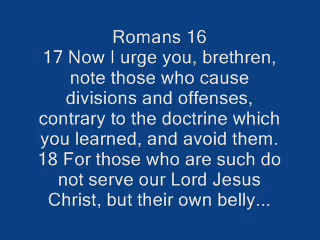 Romans 16
17 Now I urge you, brethren,
note those who cause
divisions and offenses,
contrary to the doctrine which
you learned, and avoid them.
18 For those who are such do
not serve our Lord Jesus
Christ, but their own belly...